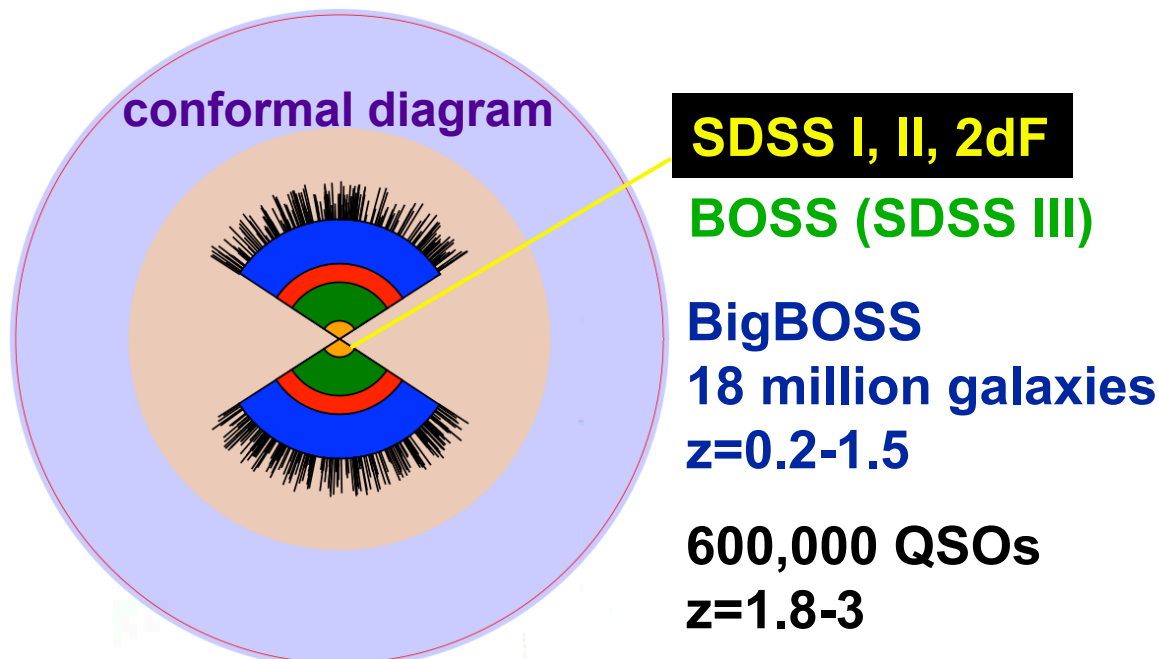 conformal diagram
SDSS I, II, 2dF
BOSS (SDSS III)
BigBOSS
18 million galaxies
z=0.2-1.5
600,000 QSOs
z=1.8-3